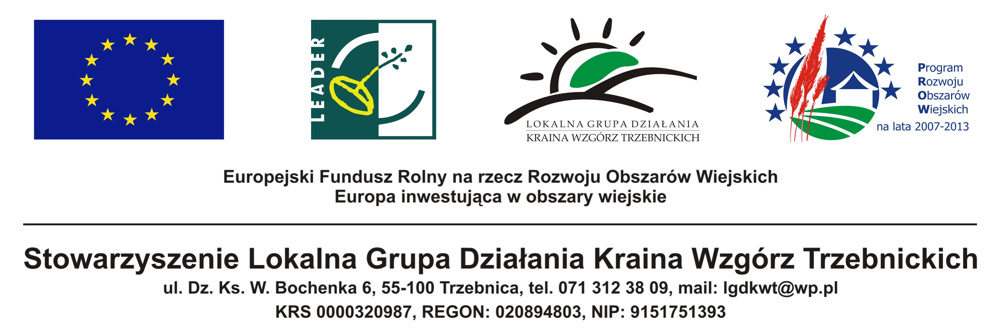 LEADER
LOKALNA GRUPA DZIAŁANIA
KRAINA WZGÓRZ TRZEBNICKICH
Program
Rozwoju
Obszarów
Wiejskich
na lata 2007-2013
Europejski Fundusz Rolny na rzecz Rozwoju Obszarów Wiejskich
Europa inwestująca w obszary wiejskie
Stowarzyszenie Lokalna Grupa Działania Kraina Wzgórz Trzebnickich
ul. Dz. Ks. W. Bochenka 6, 55-100 Trzebnica, tel. 071 312 38 09, mail: lgdkwt@wp.pl
KRS 0000320987, REGON: 020894803, NIP: 9151751393